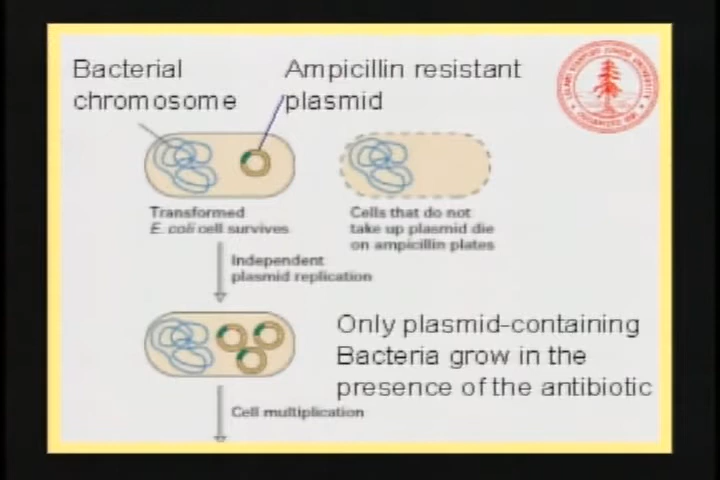 Bacterial
chromosome
Ampicillin resistant
plasmid
Transformed
E. coli cell survives
Cells that do not
take up plasmid die
on ampicillin plates
Independent
plasmid replication
Only plasmid-containing
Bacteria grow in the
presence of the antibiotic
Cell multiplication